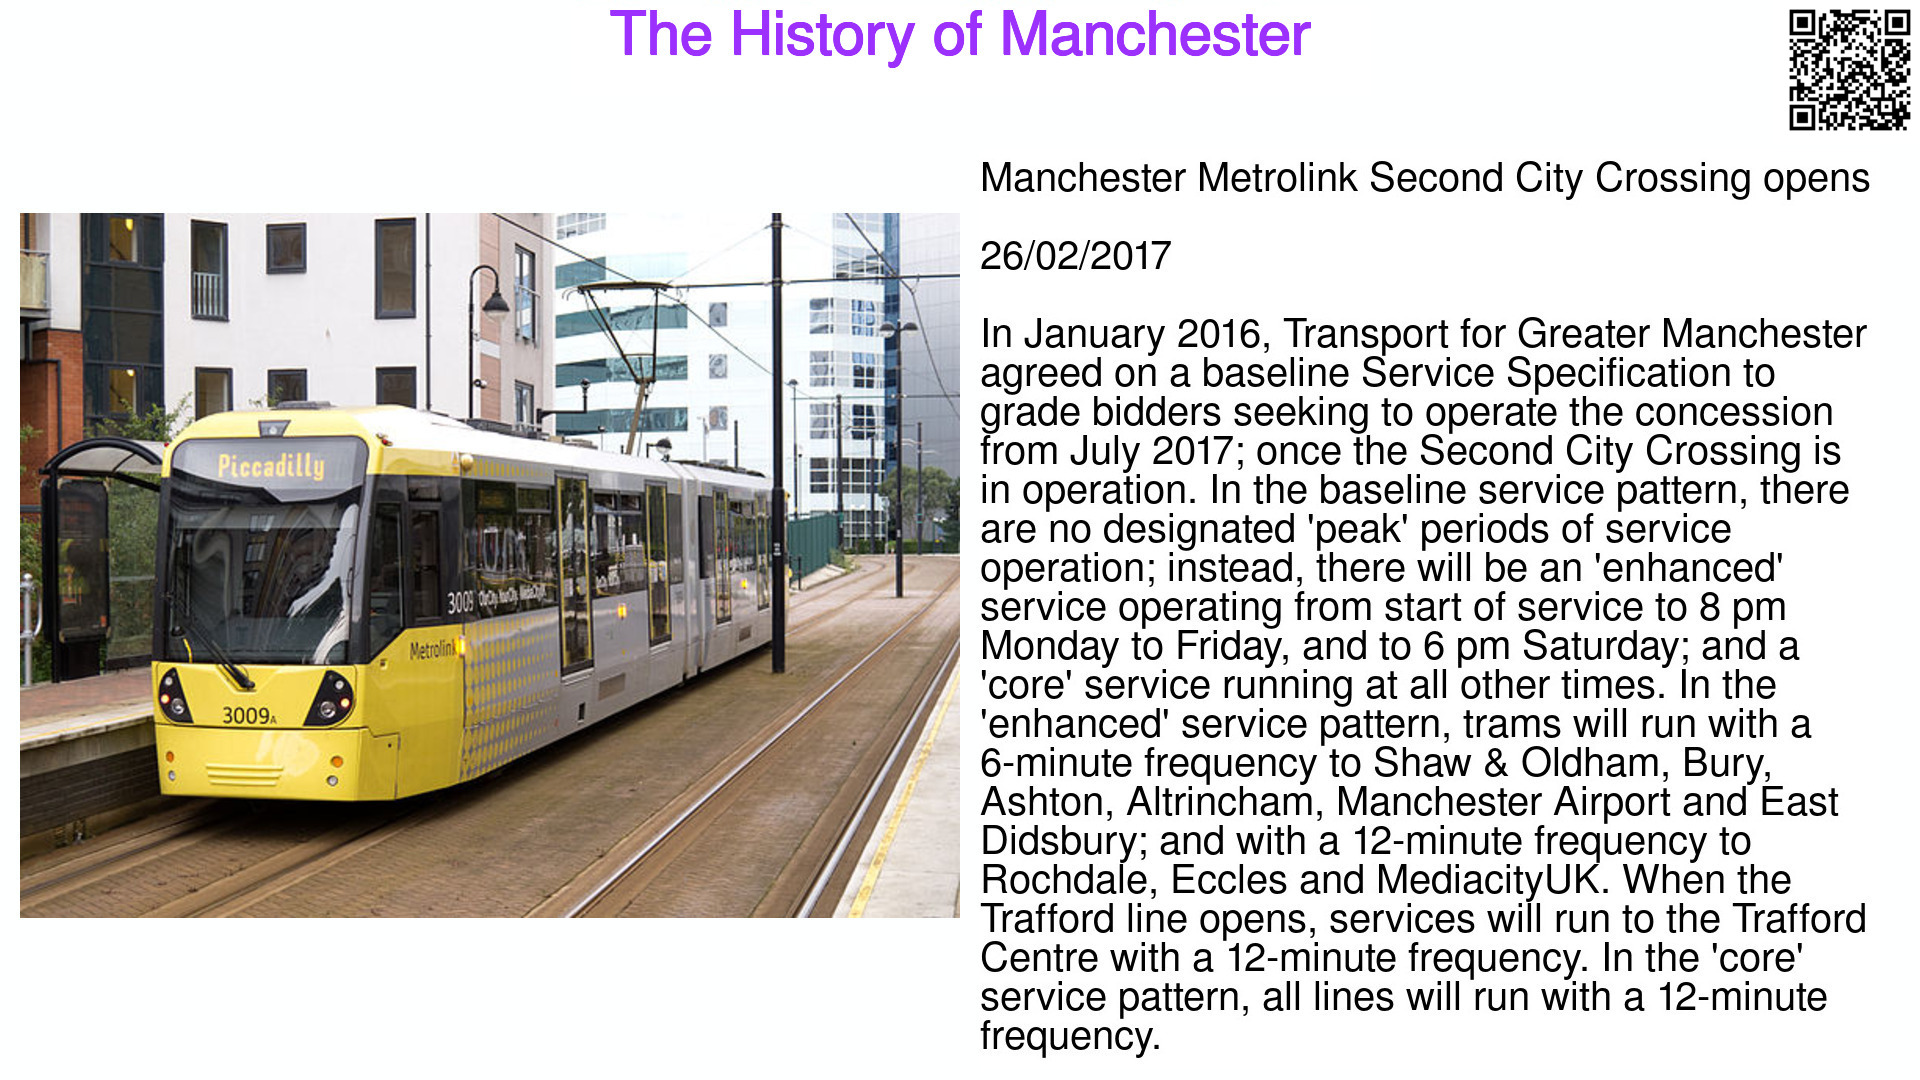 The History of Manchester
Manchester Metrolink Second City Crossing opens
26/02/2017
In January 2016, Transport for Greater Manchester
agreed on a baseline Service Specification to
grade bidders seeking to operate the concession
from July 2017; once the Second City Crossing is
in operation. In the baseline service pattern, there
are no designated 'peak' periods of service
operation; instead, there will be an 'enhanced'
service operating from start of service to 8 pm
Monday to Friday, and to 6 pm Saturday; and a
'core' service running at all other times. In the
'enhanced' service pattern, trams will run with a
6-minute frequency to Shaw & Oldham, Bury,
Ashton, Altrincham, Manchester Airport and East
Didsbury; and with a 12-minute frequency to
Rochdale, Eccles and MediacityUK. When the
Trafford line opens, services will run to the Trafford
Centre with a 12-minute frequency. In the 'core'
service pattern, all lines will run with a 12-minute
frequency.
Piccadilly
3009
Metrolink
3009A